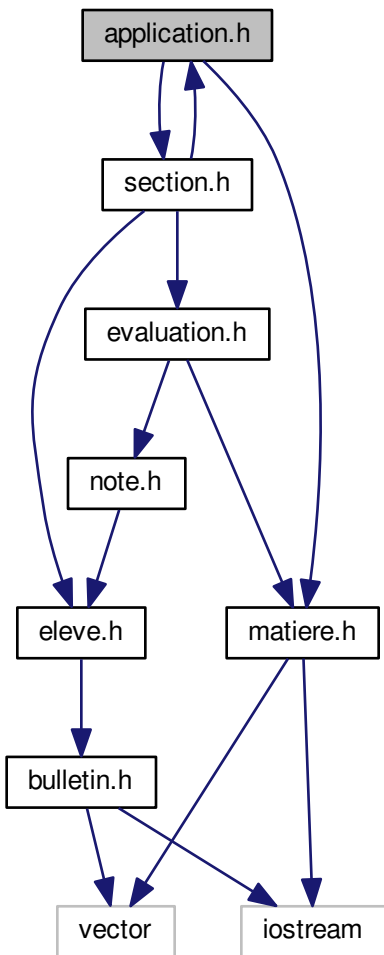 application.h
section.h
evaluation.h
note.h
eleve.h
matiere.h
bulletin.h
vector
iostream